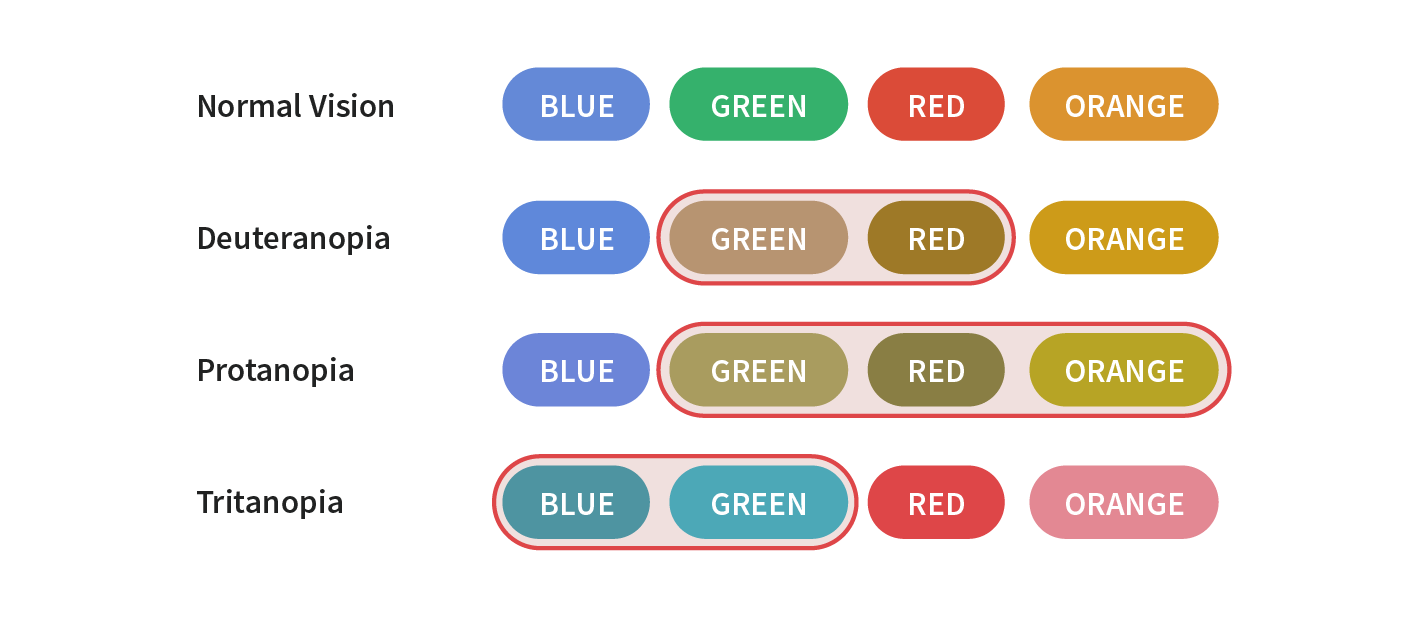 Normal Vision BLUE GREEN RED ORANGE
Deuteranopia BLUE GREEN RED ORANGE
Protanopia BLUE GREEN RED ORANGE
Tritanopia BLUE GREEN RED ORANGE